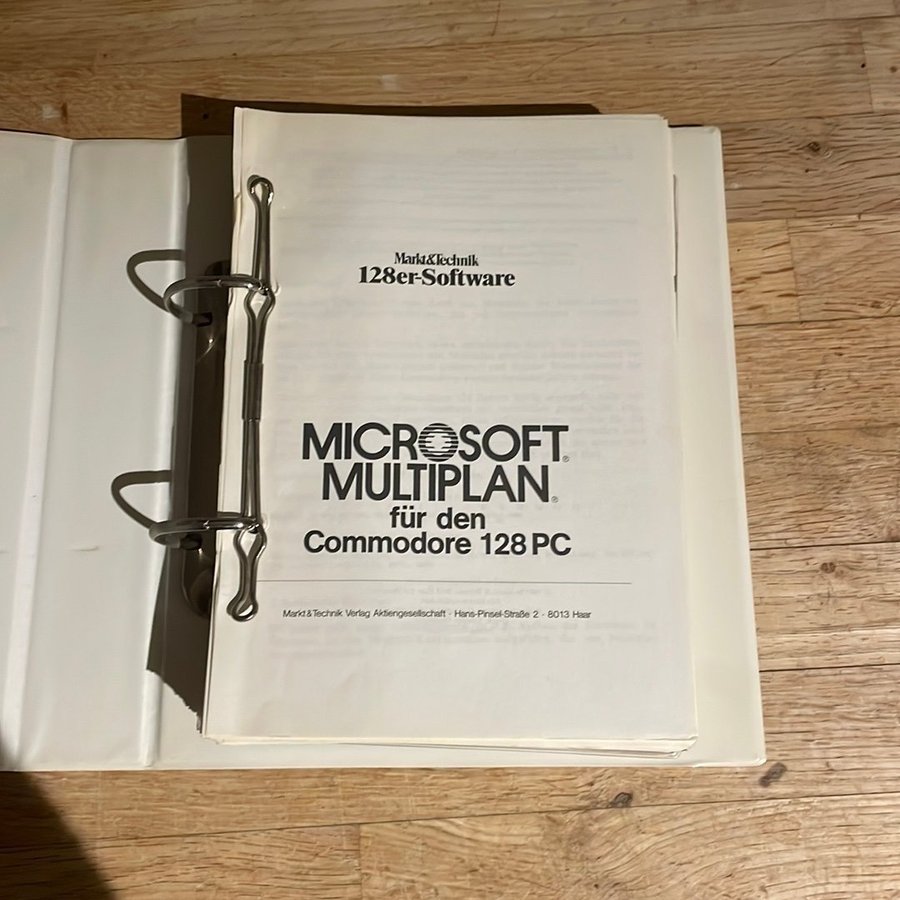 Markt&Technik
128er-Software
MICROSOFT®
MULTIPLAN®
für den
Commodore 128 PC
Markt & Technik Verlag Aktiengesellschaft · Hans-Pinsel-Straße 2 · 8013 Haar